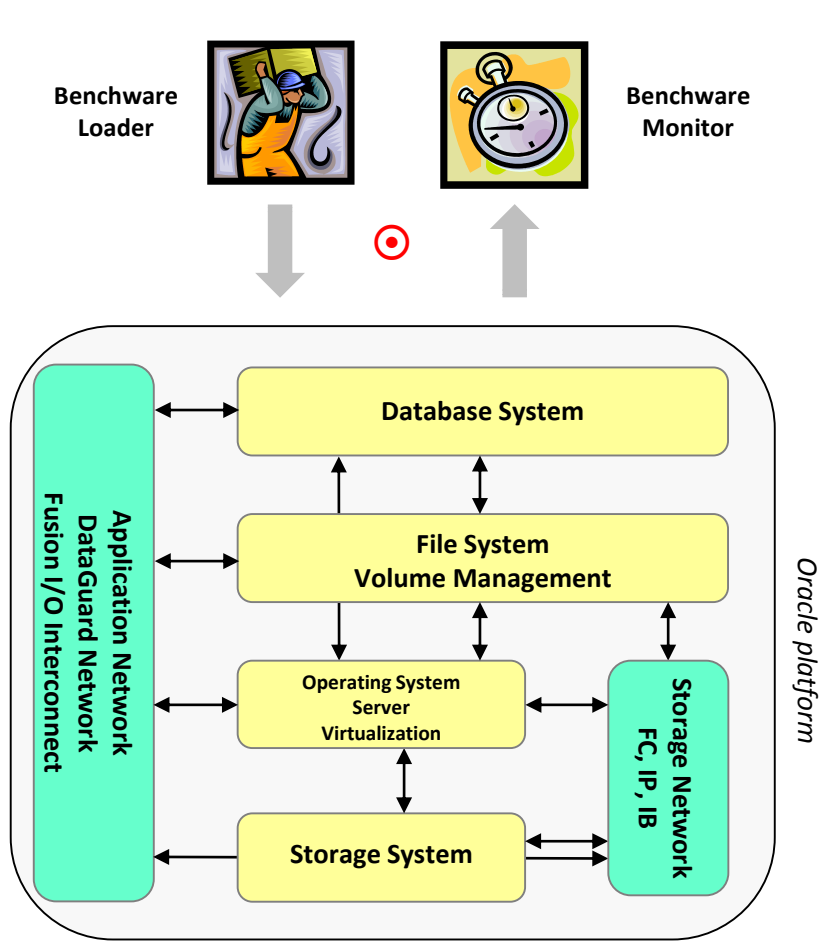 Benchware
Loader
Benchware
Monitor
Database System
File System
Volume Management
Operating System
Server
Virtualization
Storage System
Application Network
DataGuard Network
Fusion I/O Interconnect
Storage Network
FC, IP , IB
Oracle platform